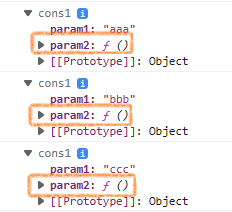 ▼ cons1 i
param1: "aaa"
▶ param2: ƒ ()
▶ [[Prototype]]: Object
▼ cons1 i
param1: "bbb"
▶ param2: ƒ ()
▶ [[Prototype]]: Object
▼ cons1 i
param1: "ccc"
▶ param2: ƒ ()
▶ [[Prototype]]: Object